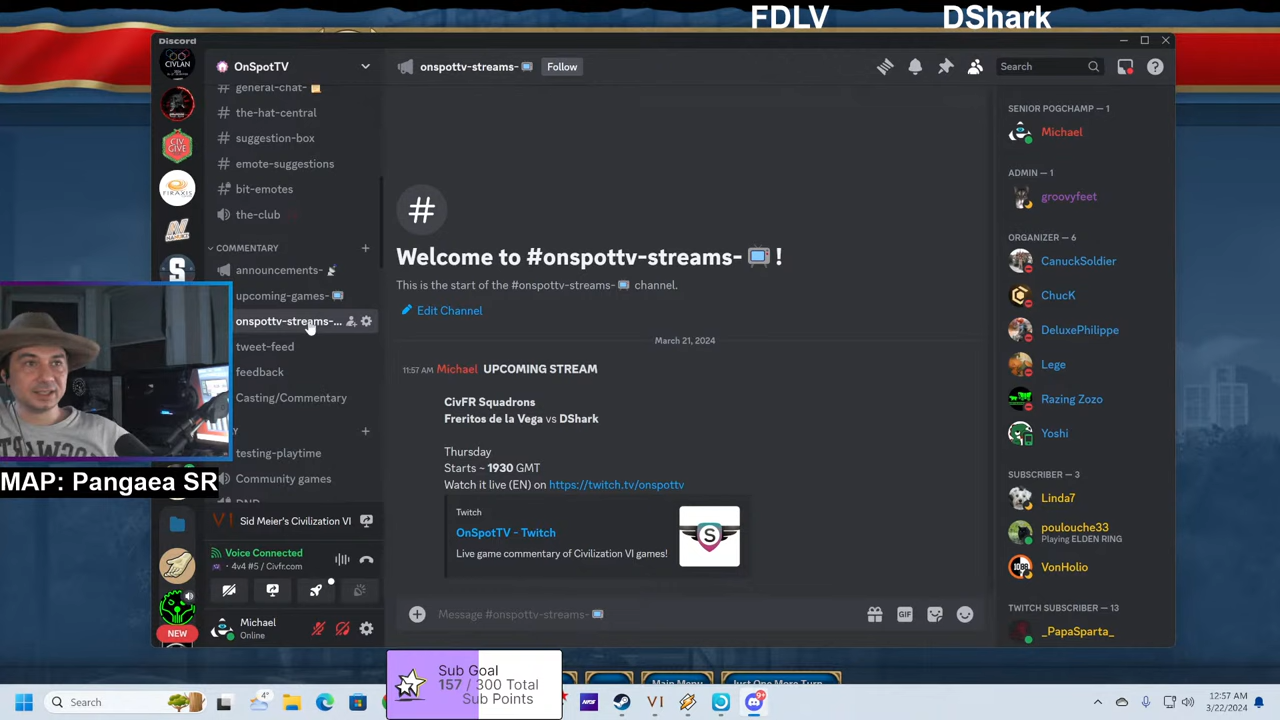 FDLV DShark
Discord
OnSpotTV
general-chat-
the-hat-central
suggestion-box
emote-suggestions
bit-emotes
the-club
COMMENTARY
announcements-
upcoming-games-
onspottv-streams-...
tweet-feed
feedback
Casting/Commentary
testing-playtime
Community games
Sid Meier's Civilization VI
Voice Connected
4v4 #5 / Civfr.com
Michael
Online
NEW
CIVLAN
CIV
GIVE
FIRAXIS
MAP: Pangaea SR
onspottv-streams-
Follow
Search
Welcome to #onspottv-streams- !
This is the start of the #onspottv-streams- channel.
Edit Channel
March 21, 2024
11:57 AM Michael UPCOMING STREAM
CivFR Squadrons
Freritos de la Vega vs DShark
Thursday
Starts ~ 1930 GMT
Watch it live (EN) on https://twitch.tv/onspottv
Twitch
OnSpotTV - Twitch
Live game commentary of Civilization VI games!
Message #onspottv-streams-
GIF
SENIOR POGCHAMP — 1
Michael
ADMIN — 1
groovyfeet
ORGANIZER — 6
CanuckSoldier
ChucK
DeluxePhilippe
Lege
Razing Zozo
Yoshi
SUBSCRIBER — 3
Linda7
poulouche33
Playing ELDEN RING
VonHolio
TWITCH SUBSCRIBER — 13
_PapaSparta_
Main Menu
Just One More Turn...
Sub Goal
157 / 300 Total
Sub Points
Search
4°
12:57 AM
3/22/2024